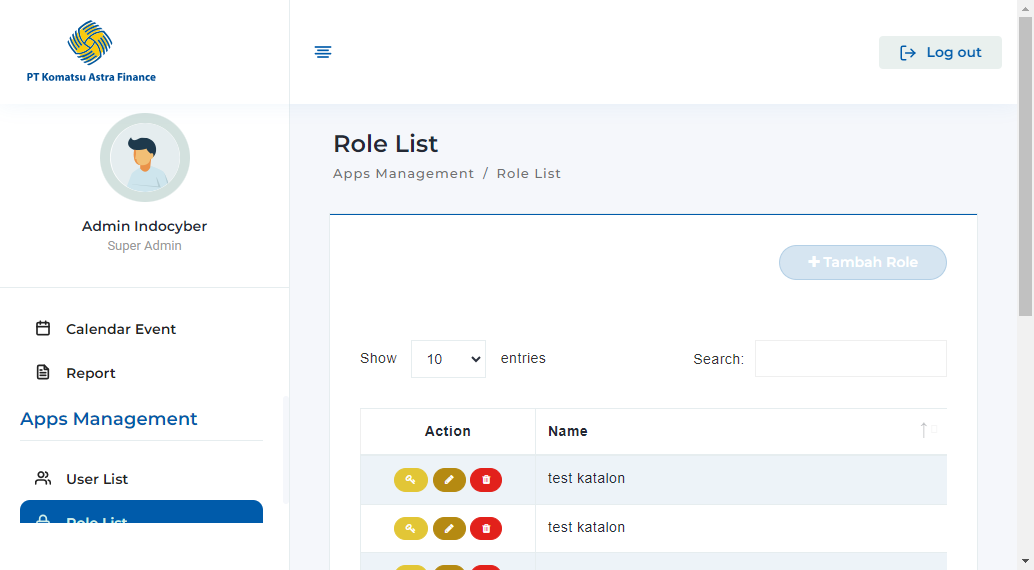 PT Komatsu Astra Finance
Log out
Admin Indocyber
Super Admin
Calendar Event
Report
Apps Management
User List
Role List
Role List
Apps Management / Role List
Tambah Role
Show 10 entries
Search:
Action Name
test katalon
test katalon